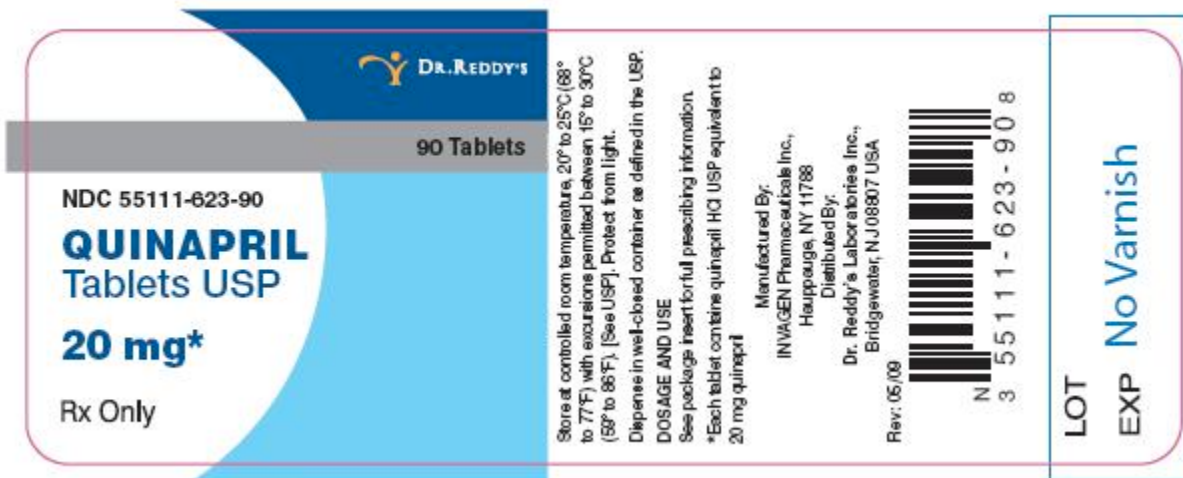 DR.REDDY'S
90 Tablets
NDC 55111-623-90
QUINAPRIL
Tablets USP
20 mg*
Rx Only
Store at controlled room temperature, 20° to 25°C (68°
to 77°F) with excursions permitted between 15° to 30°C
(59° to 86°F). [See USP]. Protect from light.
Dispense in well-closed container as defined in the USP.
DOSAGE AND USE
See package insert for full prescribing information.
*Each tablet contains quinapril HCl USP equivalent to
20 mg quinapril
Manufactured By:
INVAGEN Pharmaceuticals Inc.,
Hauppauge, NY 11788
Distributed By:
Dr. Reddy's Laboratories Inc.,
Bridgewater, NJ 08807 USA
Rev: 05/09
N
3 55111-623-90 8
LOT
EXP
No Varnish